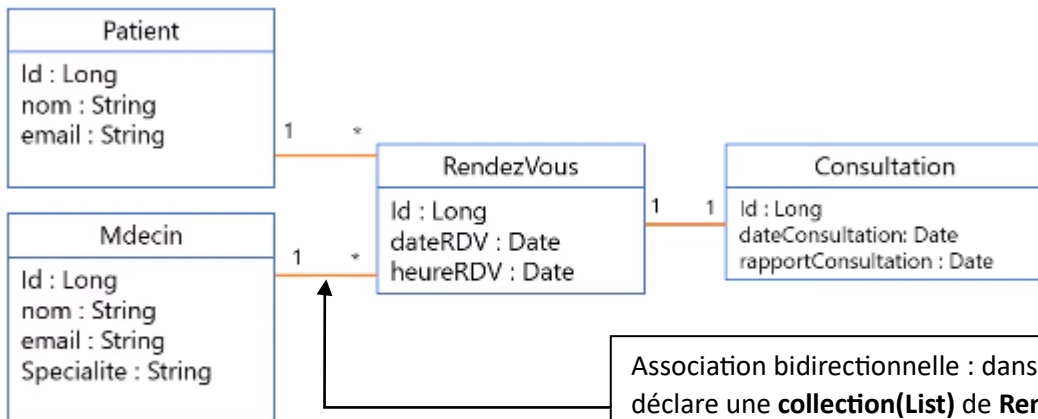 Patient
Id : Long
nom : String
email : String
1 *
RendezVous
Id : Long
dateRDV : Date
heureRDV : Date
1 1
Consultation
Id : Long
dateConsultation: Date
rapportConsultation : Date
Mdecin
Id : Long
nom : String
email : String
Specialite : String
1 *
Association bidirectionnelle : dans
déclare une collection(List) de